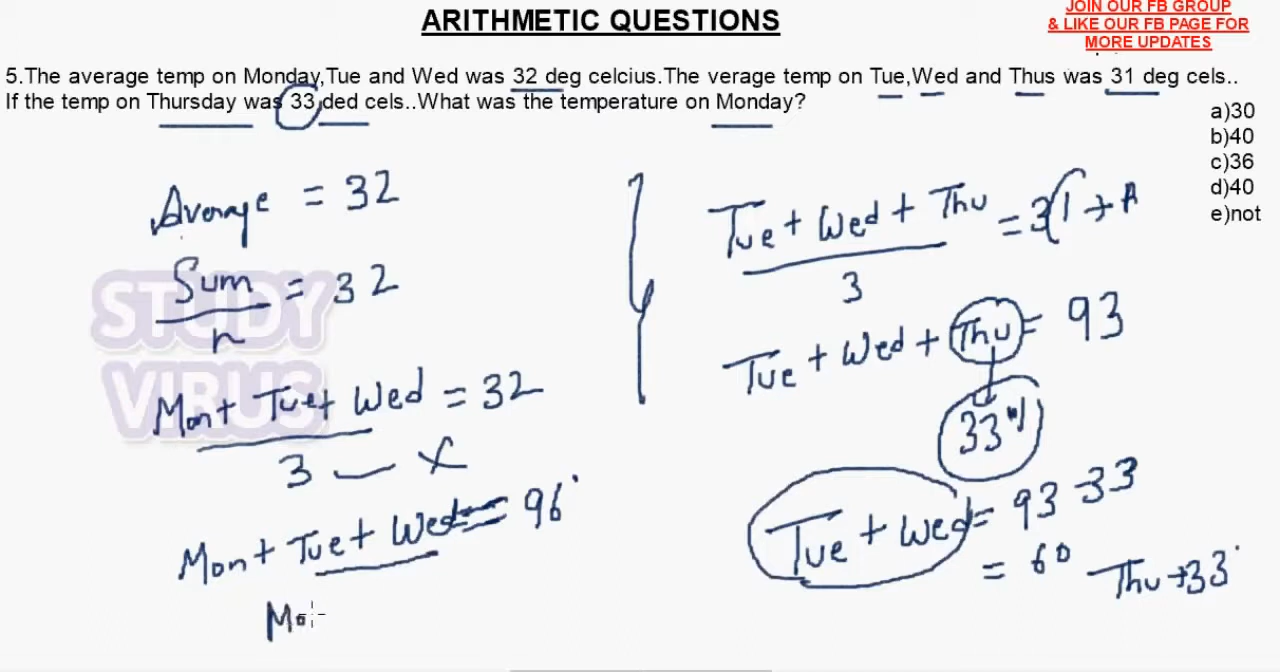 ARITHMETIC QUESTIONS
JOIN OUR FB GROUP
& LIKE OUR FB PAGE FOR
MORE UPDATES
5.The average temp on Monday,Tue and Wed was 32 deg celcius.The verage temp on Tue,Wed and Thus was 31 deg cels..
If the temp on Thursday was 33 ded cels..What was the temperature on Monday?
a)30
b)40
c)36
d)40
e)not
Average = 32
Sum = 32
n
Mon + Tue + Wed = 32
3
Mon + Tue + Wed = 96
Tue + Wed + Thu = 31
3
Tue + Wed + Thu = 93
33
Tue + Wed = 93 - 33
= 60
Thu → 33
STUDY
VIRUS